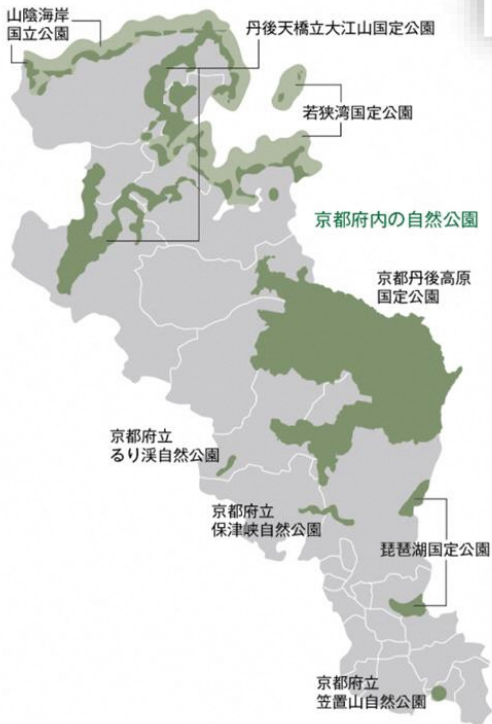 山陰海岸
国立公園
丹後天橋立大江山国定公園
若狭湾国定公園
京都府内の自然公園
京都丹後高原
国定公園
京都府立
るり渓自然公園
京都府立
保津峡自然公園
琵琶湖国定公園
京都府立
笠置山自然公園